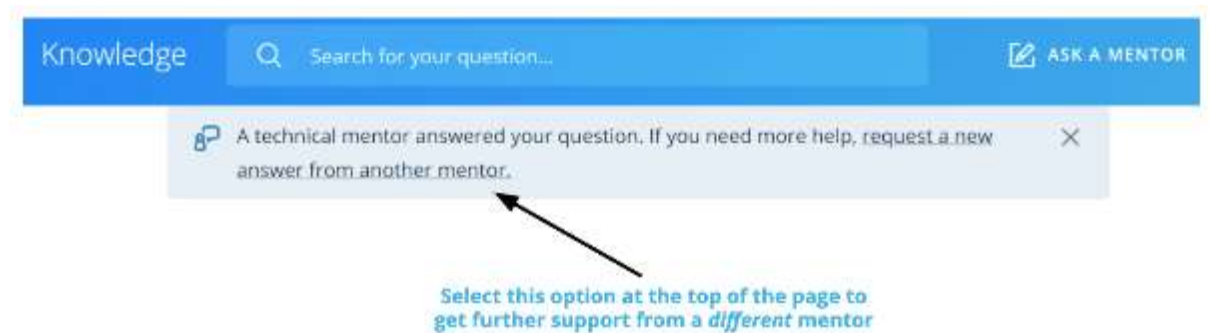 Knowledge
Search for your question...
ASK A MENTOR
A technical mentor answered your question. If you need more help, request a new
answer from another mentor.
Select this option at the top of the page to
get further support from a different mentor